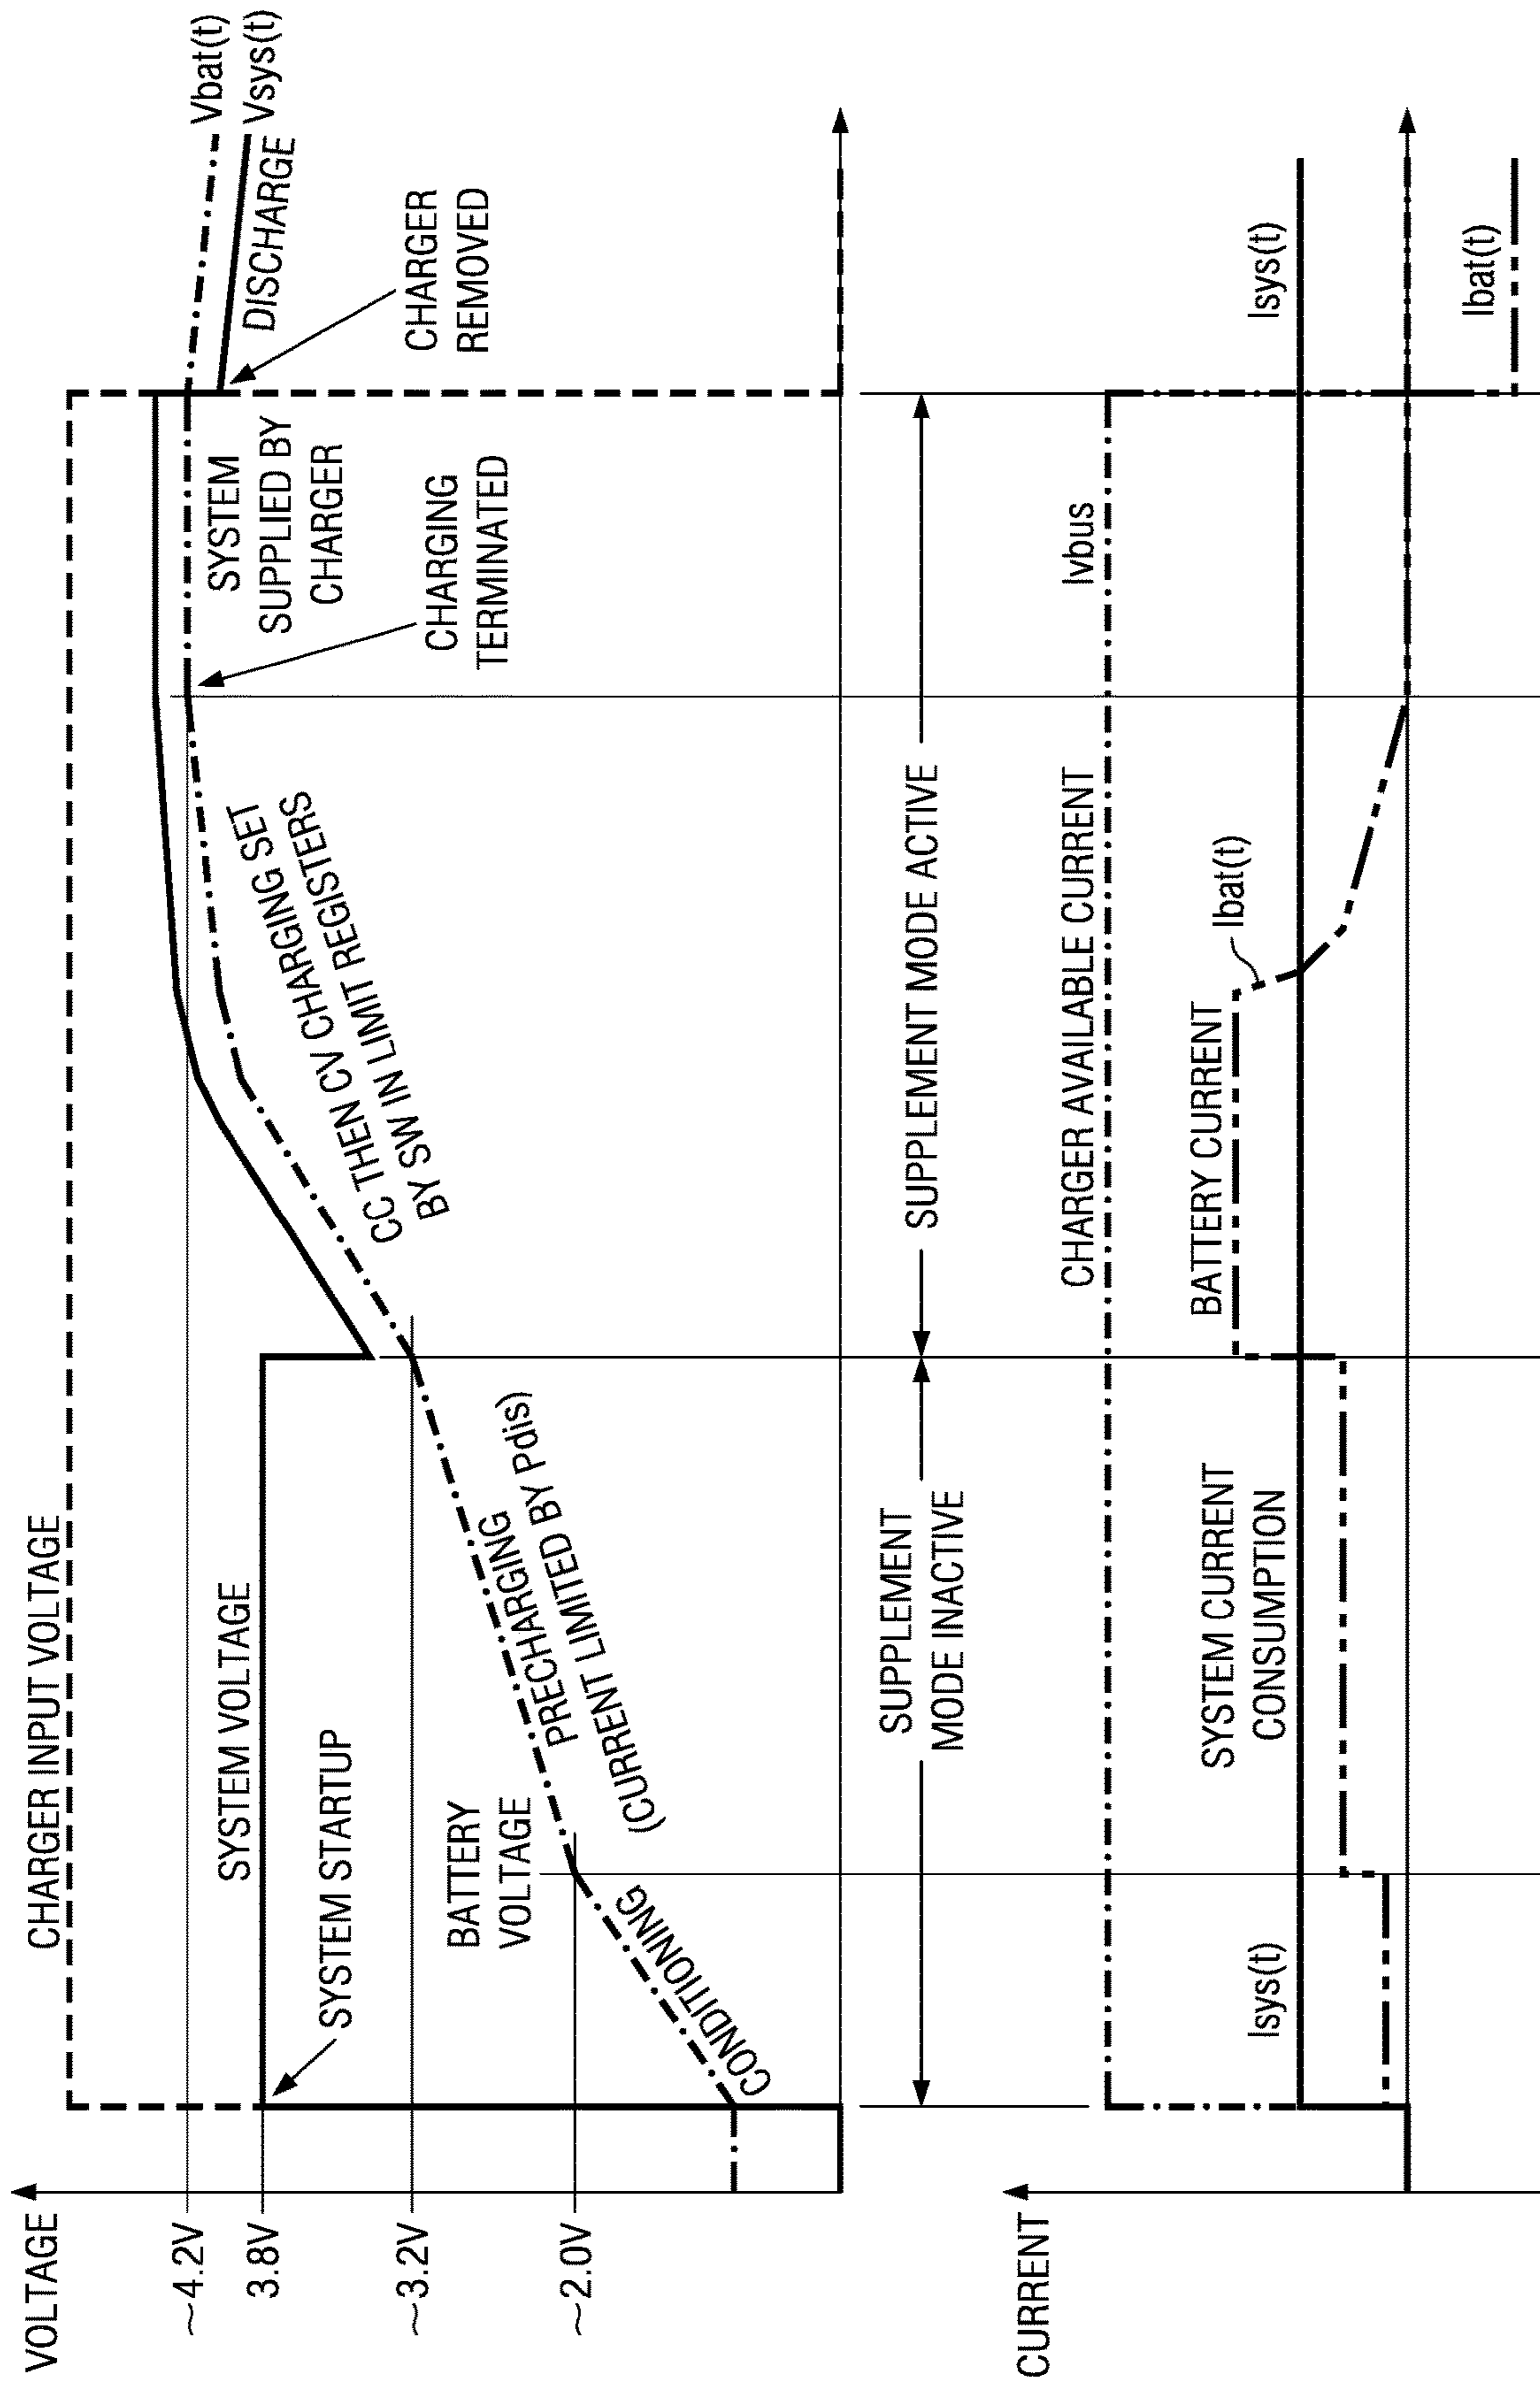 VOLTAGE
CHARGER INPUT VOLTAGE
~4.2V
3.8V
~3.2V
~2.0V
SYSTEM VOLTAGE
SYSTEM STARTUP
BATTERY
VOLTAGE
CONDITIONING
PRECHARGING
(CURRENT LIMITED BY Pdis)
CC THEN CV CHARGING SET
BY SW IN LIMIT REGISTERS
SYSTEM
SUPPLIED BY
CHARGER
CHARGING
TERMINATED
Vbat(t)
Vsys(t)
DISCHARGE
CHARGER
REMOVED
SUPPLEMENT
MODE INACTIVE
SUPPLEMENT MODE ACTIVE
CURRENT
CHARGER AVAILABLE CURRENT
Ivbus
Isys(t)
SYSTEM CURRENT
CONSUMPTION
BATTERY CURRENT
Ibat(t)
Isys(t)
Ibat(t)